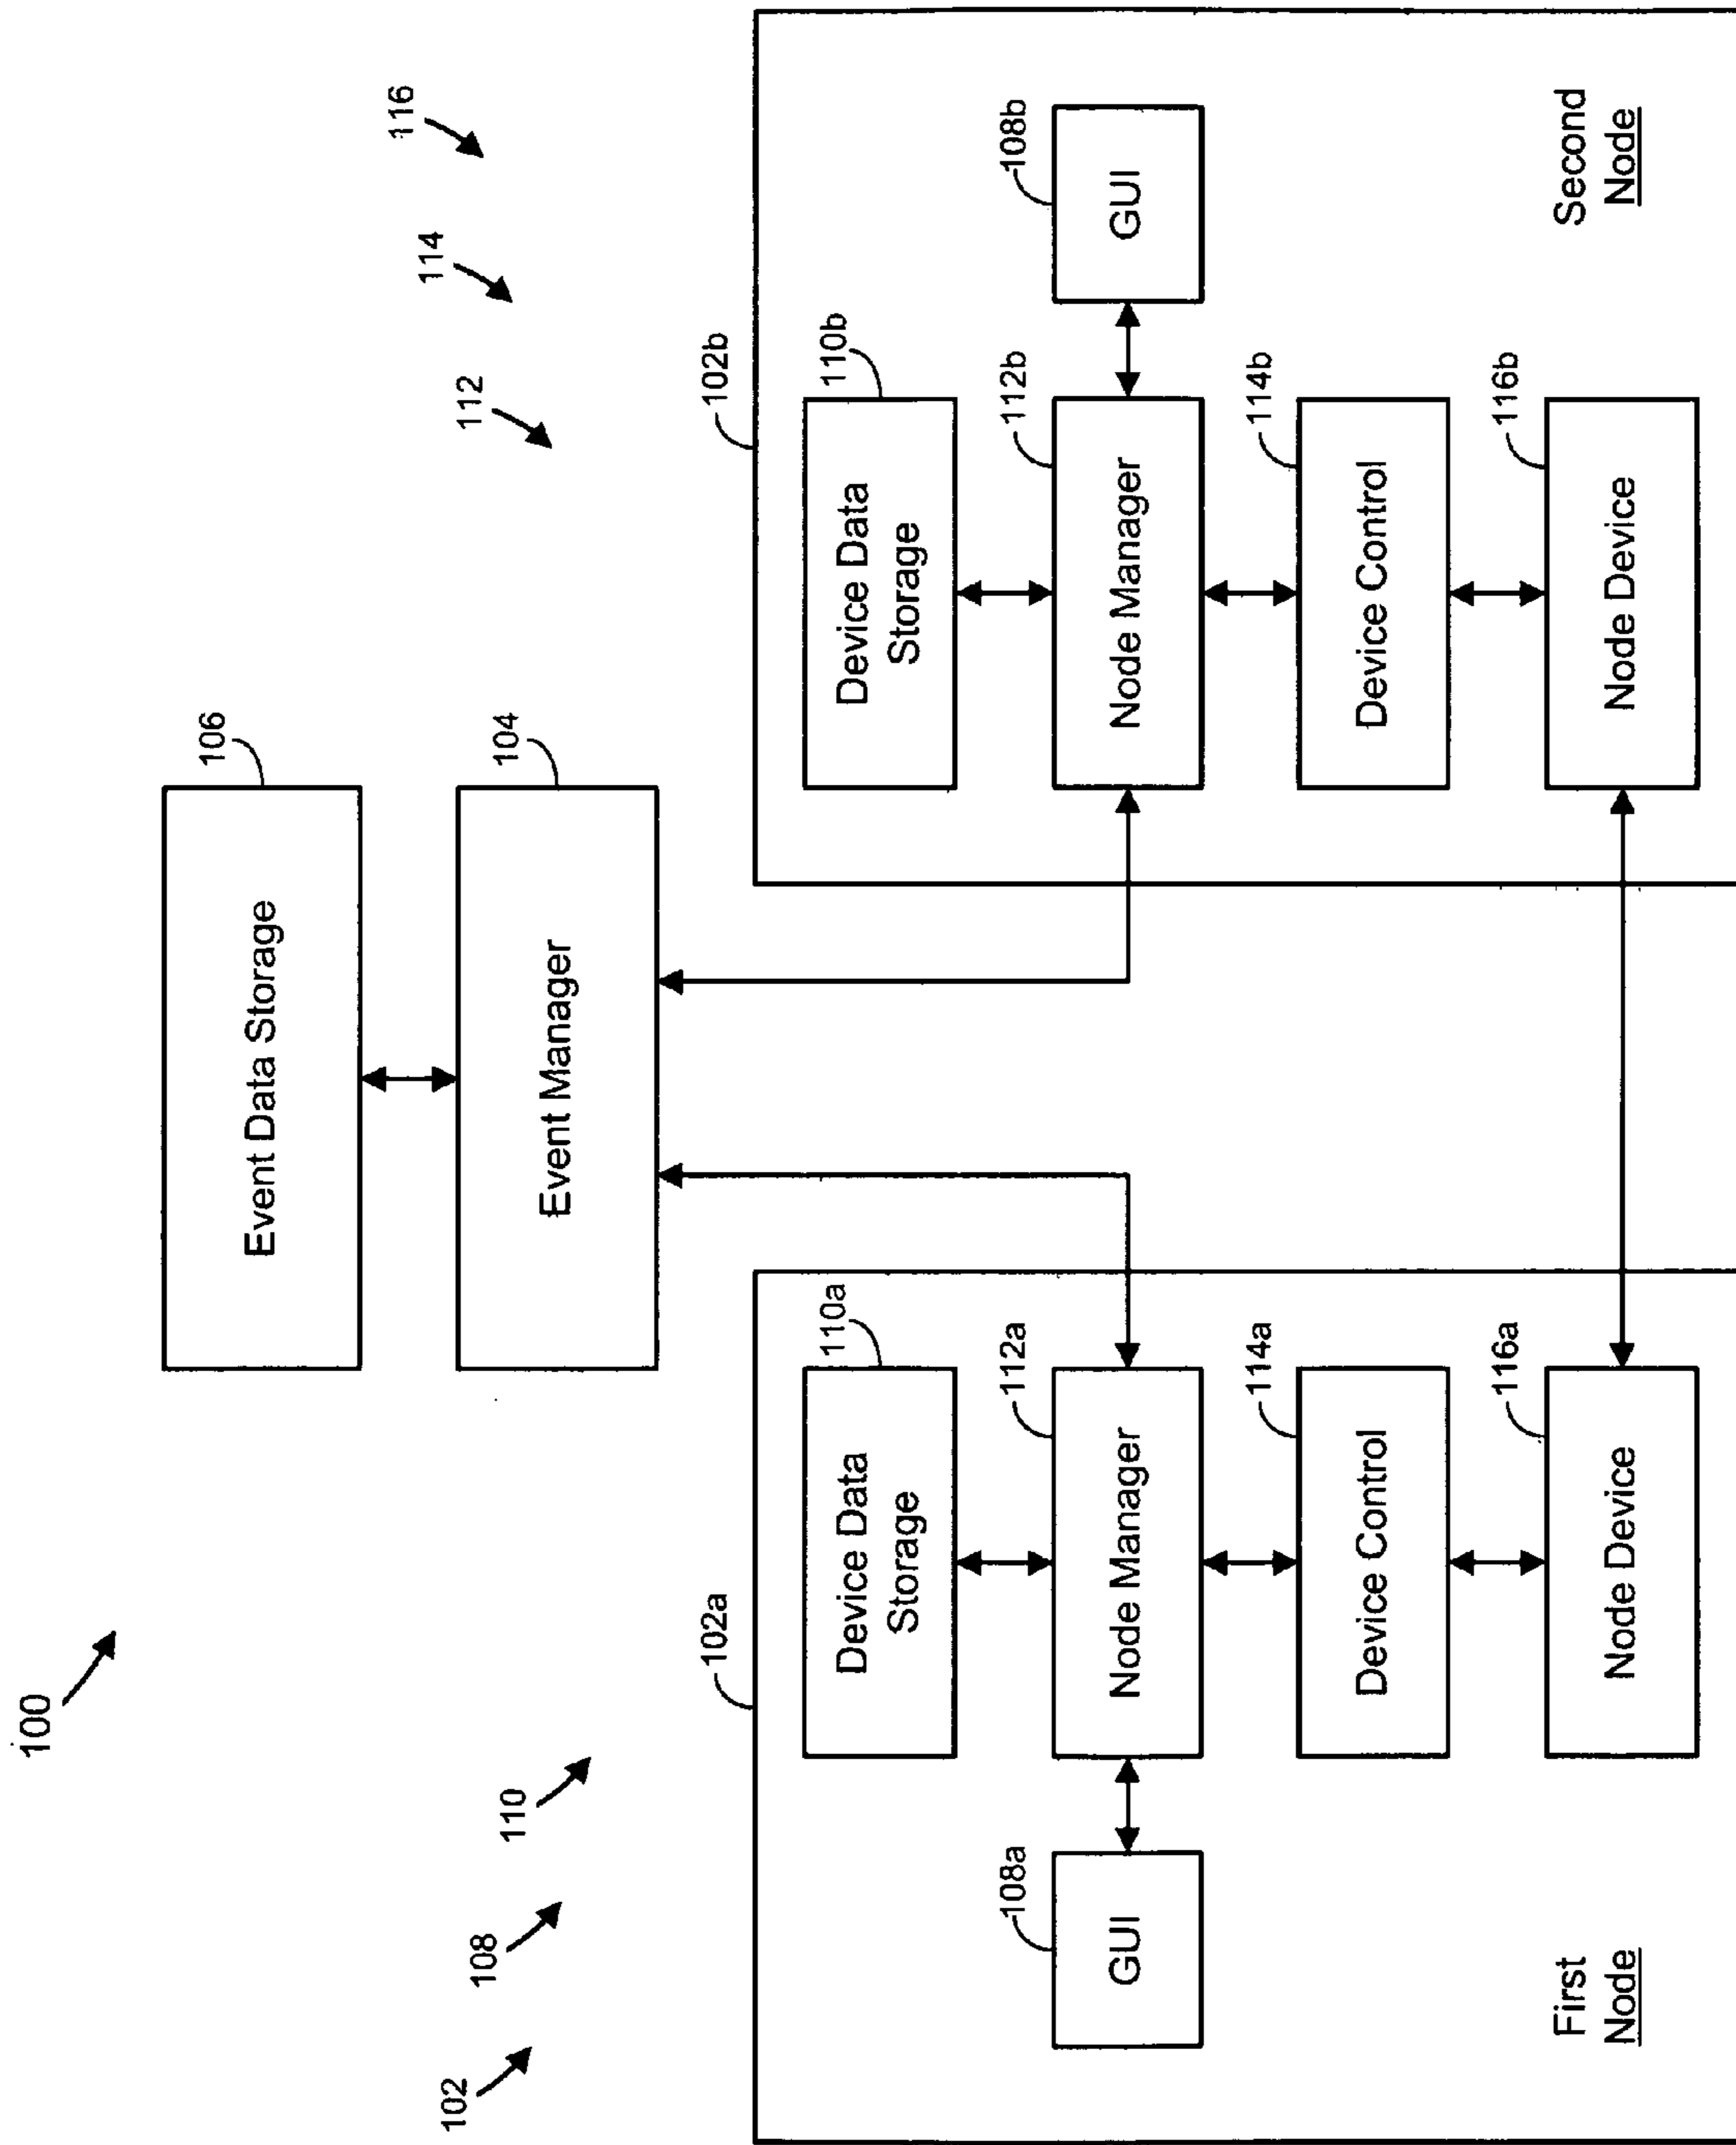 100
102
108
110
112
114
116
Event Data Storage
106
Event Manager
104
102a
Device Data
Storage
110a
GUI
108a
Node Manager
112a
Device Control
114a
Node Device
116a
First
Node
102b
Device Data
Storage
110b
Node Manager
112b
GUI
108b
Device Control
114b
Node Device
116b
Second
Node